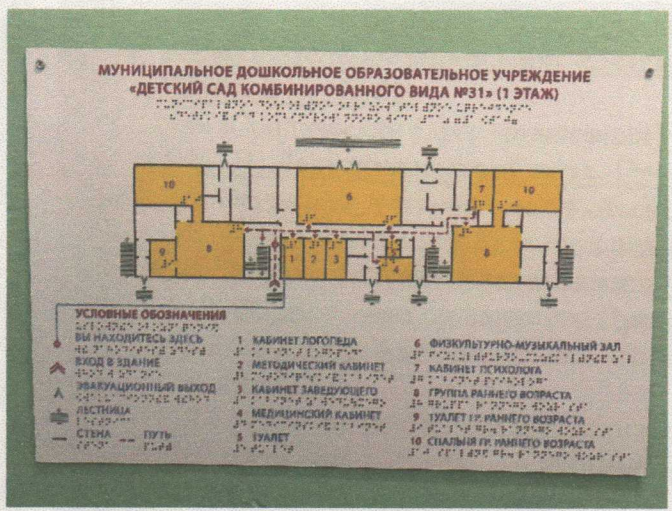 МУНИЦИПАЛЬНОЕ ДОШКОЛЬНОЕ ОБРАЗОВАТЕЛЬНОЕ УЧРЕЖДЕНИЕ
«ДЕТСКИЙ САД КОМБИНИРОВАННОГО ВИДА №31» (1 ЭТАЖ)
10
6
7
10
9
8
1
2
3
4
8
УСЛОВНЫЕ ОБОЗНАЧЕНИЯ
ВЫ НАХОДИТЕСЬ ЗДЕСЬ
ВХОД В ЗДАНИЕ
ЭВАКУАЦИОННЫЙ ВЫХОД
ЛЕСТНИЦА
СТЕНА ПУТЬ
1 КАБИНЕТ ЛОГОПЕДА
2 МЕТОДИЧЕСКИЙ КАБИНЕТ
3 КАБИНЕТ ЗАВЕДУЮЩЕГО
4 МЕДИЦИНСКИЙ КАБИНЕТ
5 ТУАЛЕТ
6 ФИЗКУЛЬТУРНО-МУЗЫКАЛЬНЫЙ ЗАЛ
7 КАБИНЕТ ПСИХОЛОГА
8 ГРУППА РАННЕГО ВОЗРАСТА
9 ТУАЛЕТ ГР. РАННЕГО ВОЗРАСТА
10 СПАЛЬНЯ ГР. РАННЕГО ВОЗРАСТА